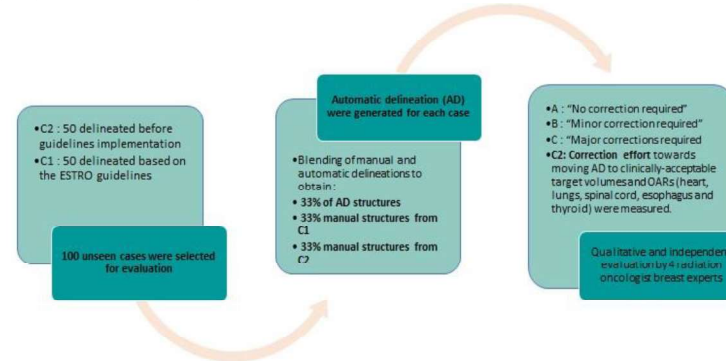 •C2 : 50 delineated before
guidelines implementation
•C1 : 50 delineated based on
the ESTRO guidelines
100 unseen cases were selected
for evaluation
Automatic delineation (AD)
were generated for each case
•Blending of manual and
automatic delineations to
obtain :
• 33% of AD structures
• 33% manual structures from
C1
• 33% manual structures from
C2
•A : “No correction required”
•B : “Minor correction required”
•C : “Major corrections required
•C2: Correction effort towards
moving AD to clinically-acceptable
target volumes and OARs (heart,
lungs, spinal cord, esophagus and
thyroid) were measured.
Qualitative and independen
evaluation by 4 radiation
oncologist breast experts